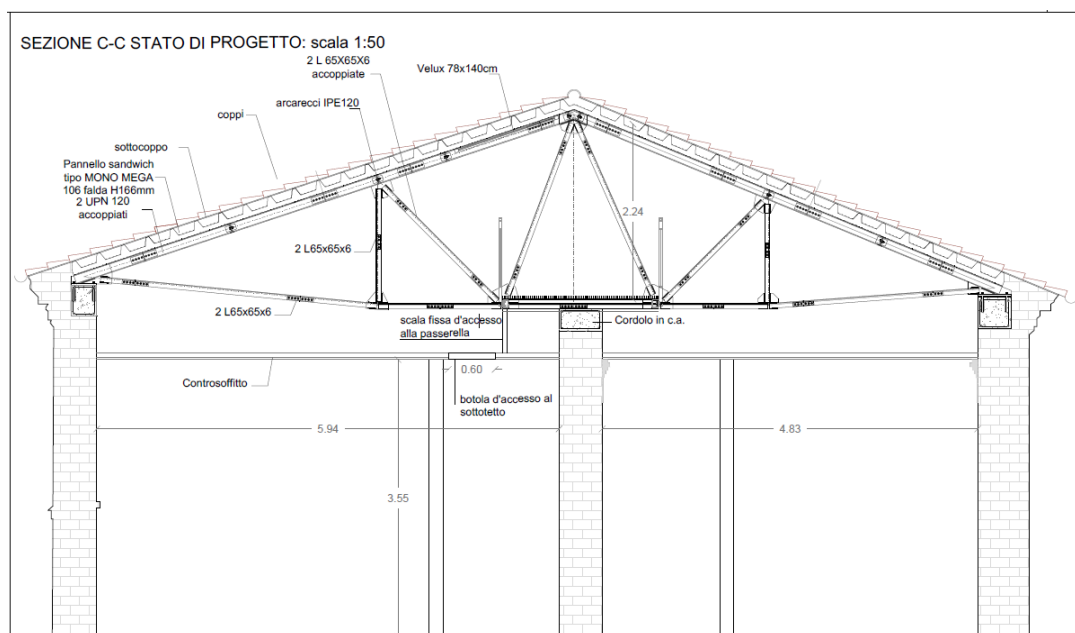 SEZIONE C-C STATO DI PROGETTO: scala 1:50
2 L 65X65X6
accoppiate
Velux 78x140cm
arcarecci IPE120
coppi
sottocoppo
Pannello sandwich
tipo MONO MEGA
106 falda H166mm
2 UPN 120
accoppiati
2.24
2 L65x65x6
2 L65x65x6
scala fissa d'accesso
alla passerella
Cordolo in c.a.
0.60
Controsoffitto
botola d'accesso al
sottotetto
5.94
4.83
3.55